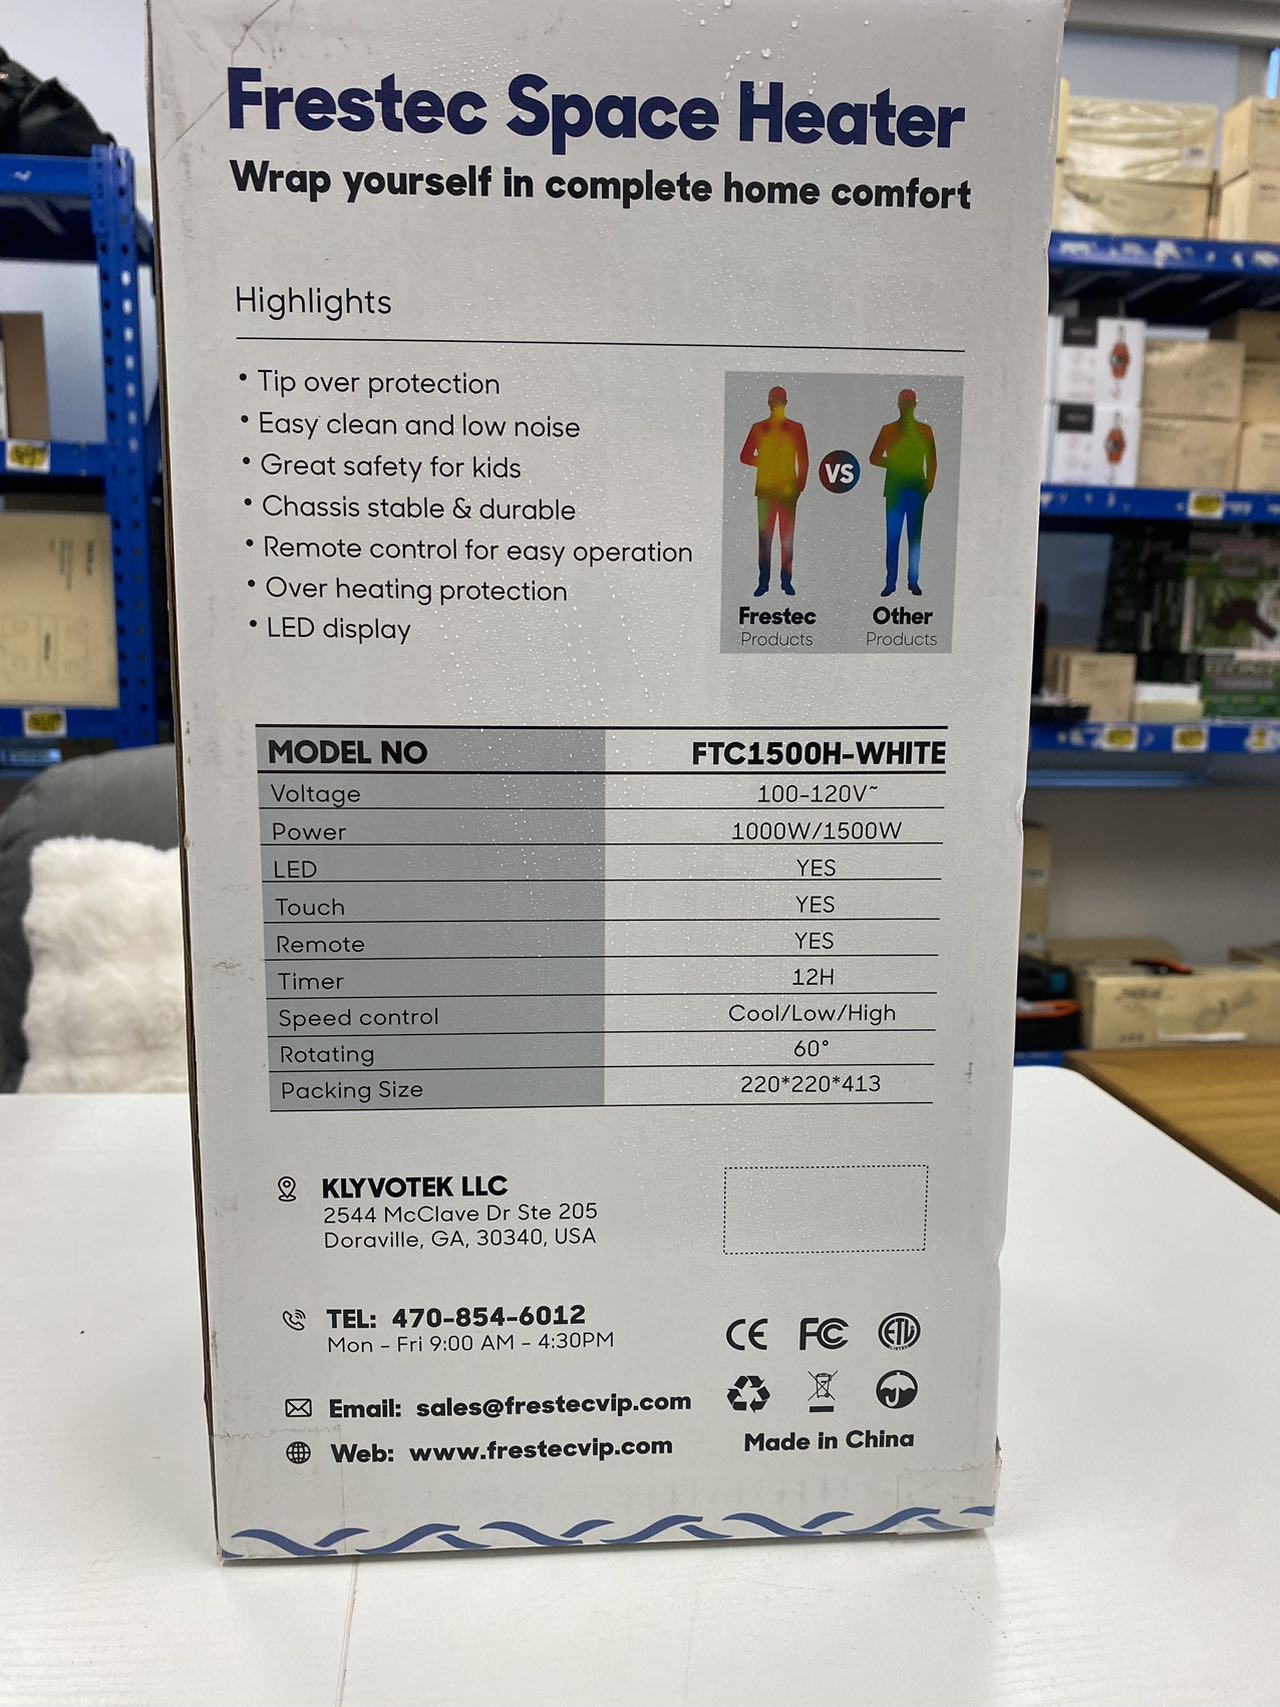 Frestec Space Heater
Wrap yourself in complete home comfort
Highlights
• Tip over protection
• Easy clean and low noise
• Great safety for kids
• Chassis stable & durable
• Remote control for easy operation
• Over heating protection
• LED display
VS
Frestec Other
Products Products
MODEL NO FTC1500H-WHITE
Voltage 100-120V~
Power 1000W/1500W
LED YES
Touch YES
Remote YES
Timer 12H
Speed control Cool/Low/High
Rotating 60°
Packing Size 220*220*413
KLYVOTEK LLC
2544 McClave Dr Ste 205
Doraville, GA, 30340, USA
TEL: 470-854-6012
Mon - Fri 9:00 AM - 4:30PM
Email: sales@frestecvip.com
Web: www.frestecvip.com
CE FC ETL
LISTED
Made in China